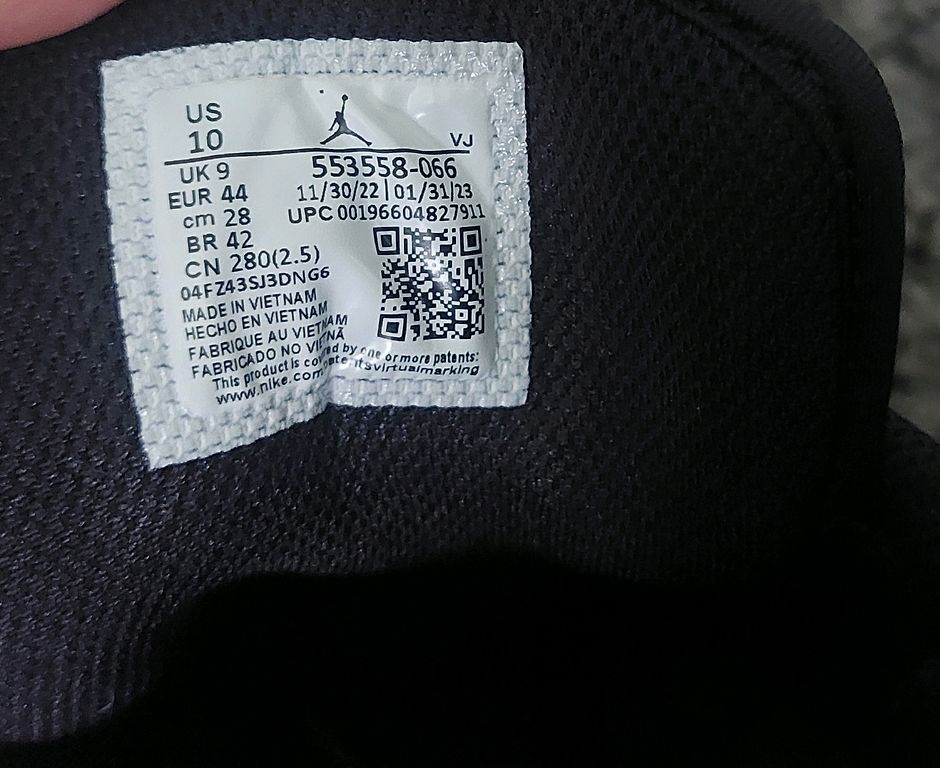 US
10
VJ
UK 9
553558-066
EUR 44
11/30/22 | 01/31/23
cm 28
UPC 00196604827911
BR 42
CN 280(2.5)
04FZ43SJ3DNG6
MADE IN VIETNAM
HECHO EN VIETNAM
FABRIQUE AU VIETNAM
FABRICADO NO VIETNÃ
This product is by one or more patents:
www.nike.com